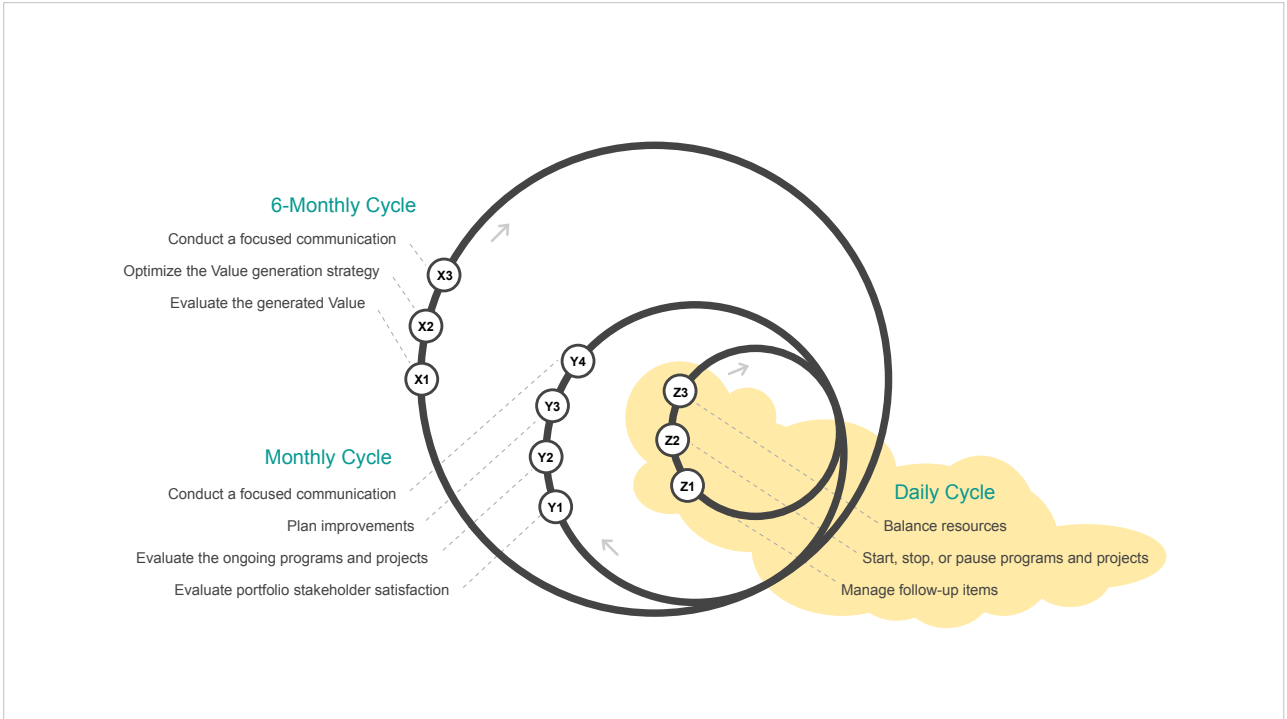 6-Monthly Cycle
Conduct a focused communication
Optimize the Value generation strategy
Evaluate the generated Value
X3
X2
X1
Monthly Cycle
Conduct a focused communication
Plan improvements
Evaluate the ongoing programs and projects
Evaluate portfolio stakeholder satisfaction
Y4
Y3
Y2
Y1
Z3
Z2
Z1
Daily Cycle
Balance resources
Start, stop, or pause programs and projects
Manage follow-up items